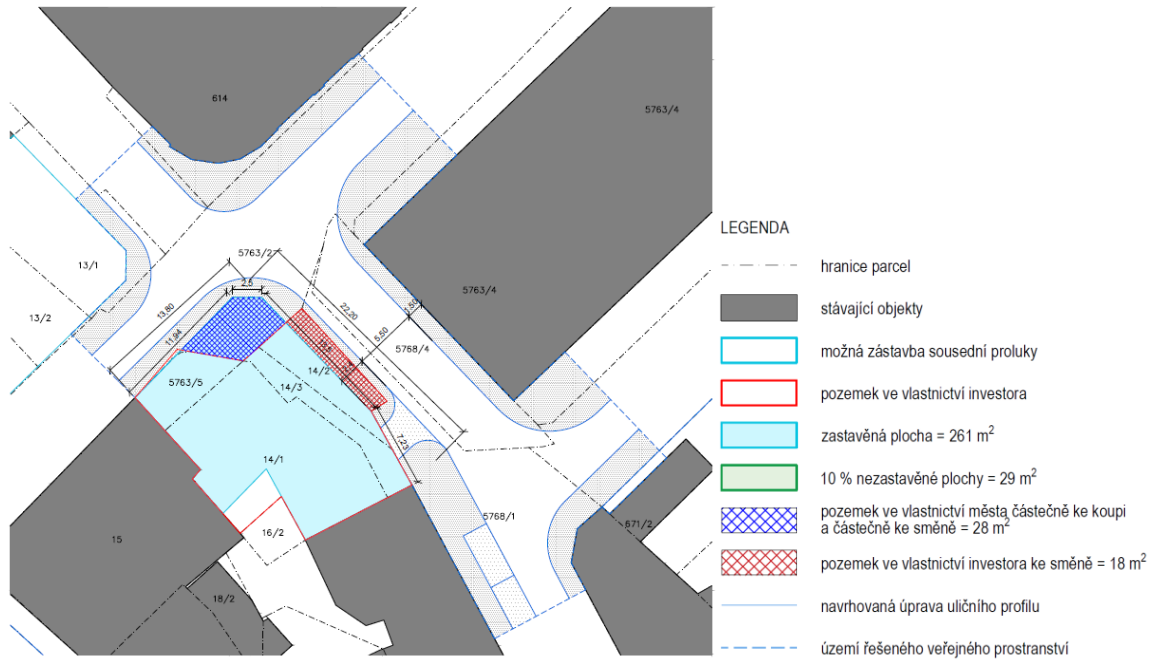 614
5763/4
13/1
13/2
5763/2
2,5
13,80
11,94
22,20
1,50
5,50
5763/4
5768/4
5763/5
14/2
14/3
14/1
7,23
16/2
15
18/2
5768/1
671/2
LEGENDA
hranice parcel
stávající objekty
možná zástavba sousední proluky
pozemek ve vlastnictví investora
zastavěná plocha = 261 m²
10 % nezastavěné plochy = 29 m²
pozemek ve vlastnictví města částečně ke koupi
a částečně ke směně = 28 m²
pozemek ve vlastnictví investora ke směně = 18 m²
navrhovaná úprava uličního profilu
území řešeného veřejného prostranství